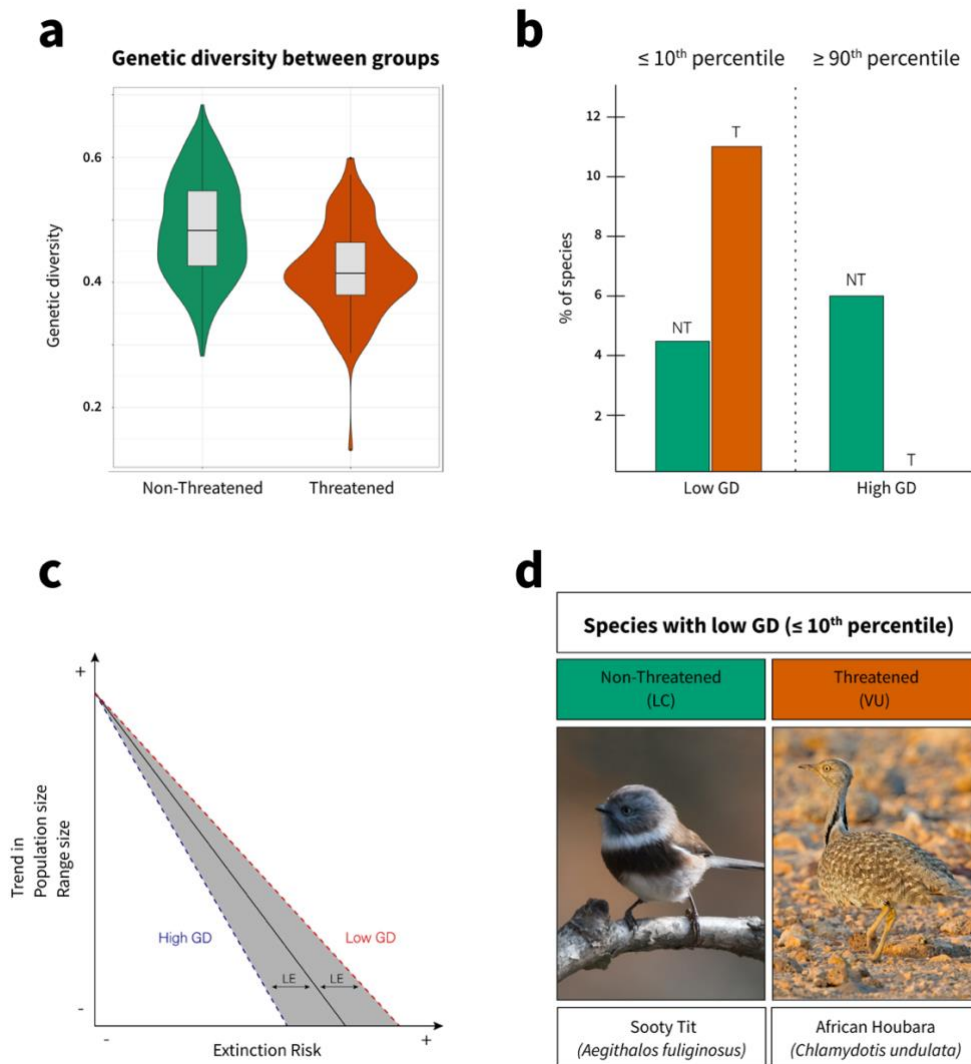 a
Genetic diversity between groups
Genetic diversity
0.6
0.4
0.2
Non-Threatened
Threatened
b
≤ 10th percentile
≥ 90th percentile
% of species
12
10
8
6
4
2
NT
T
NT
T
Low GD
High GD
c
Trend in
Population size
Range size
+
-
High GD
Low GD
LE
LE
-
+
Extinction Risk
d
Species with low GD (≤ 10th percentile)
Non-Threatened
(LC)
Threatened
(VU)
Sooty Tit
(Aegithalos fuliginosus)
African Houbara
(Chlamydotis undulata)